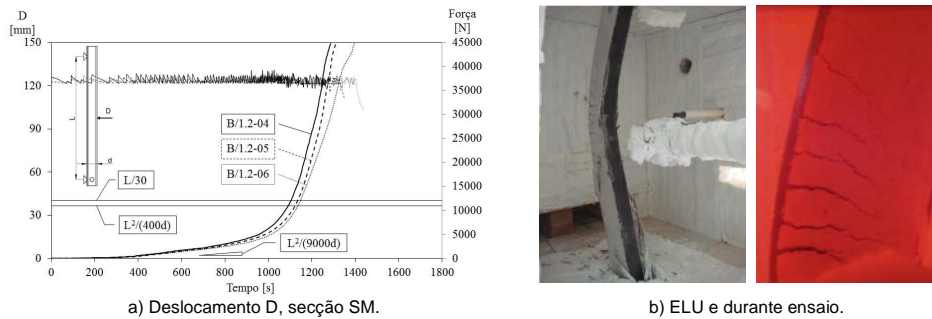 D
[mm]
Força
[N]
150
120
90
60
30
0
45000
40000
35000
30000
25000
20000
15000
10000
5000
0
L
D
d
B/1.2-04
B/1.2-05
B/1.2-06
L/30
L²/(400d)
L²/(9000d)
0 200 400 600 800 1000 1200 1400 1600 1800
Tempo [s]
a) Deslocamento D, secção SM.
b) ELU e durante ensaio.